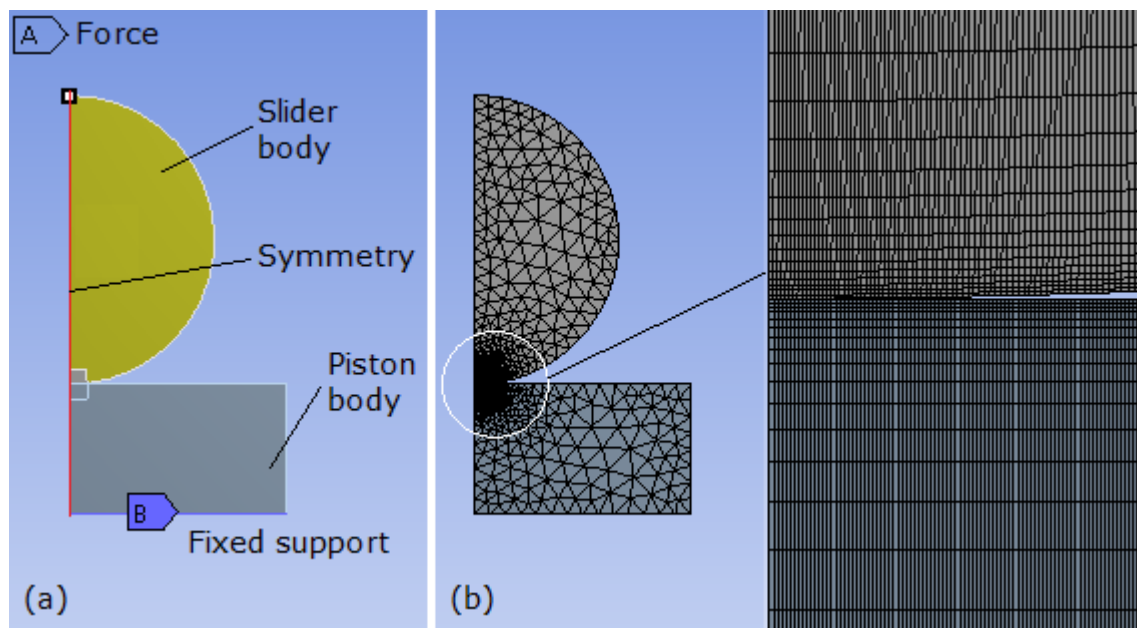 A Force
Slider
body
Symmetry
Piston
body
B
Fixed support
(a)
(b)